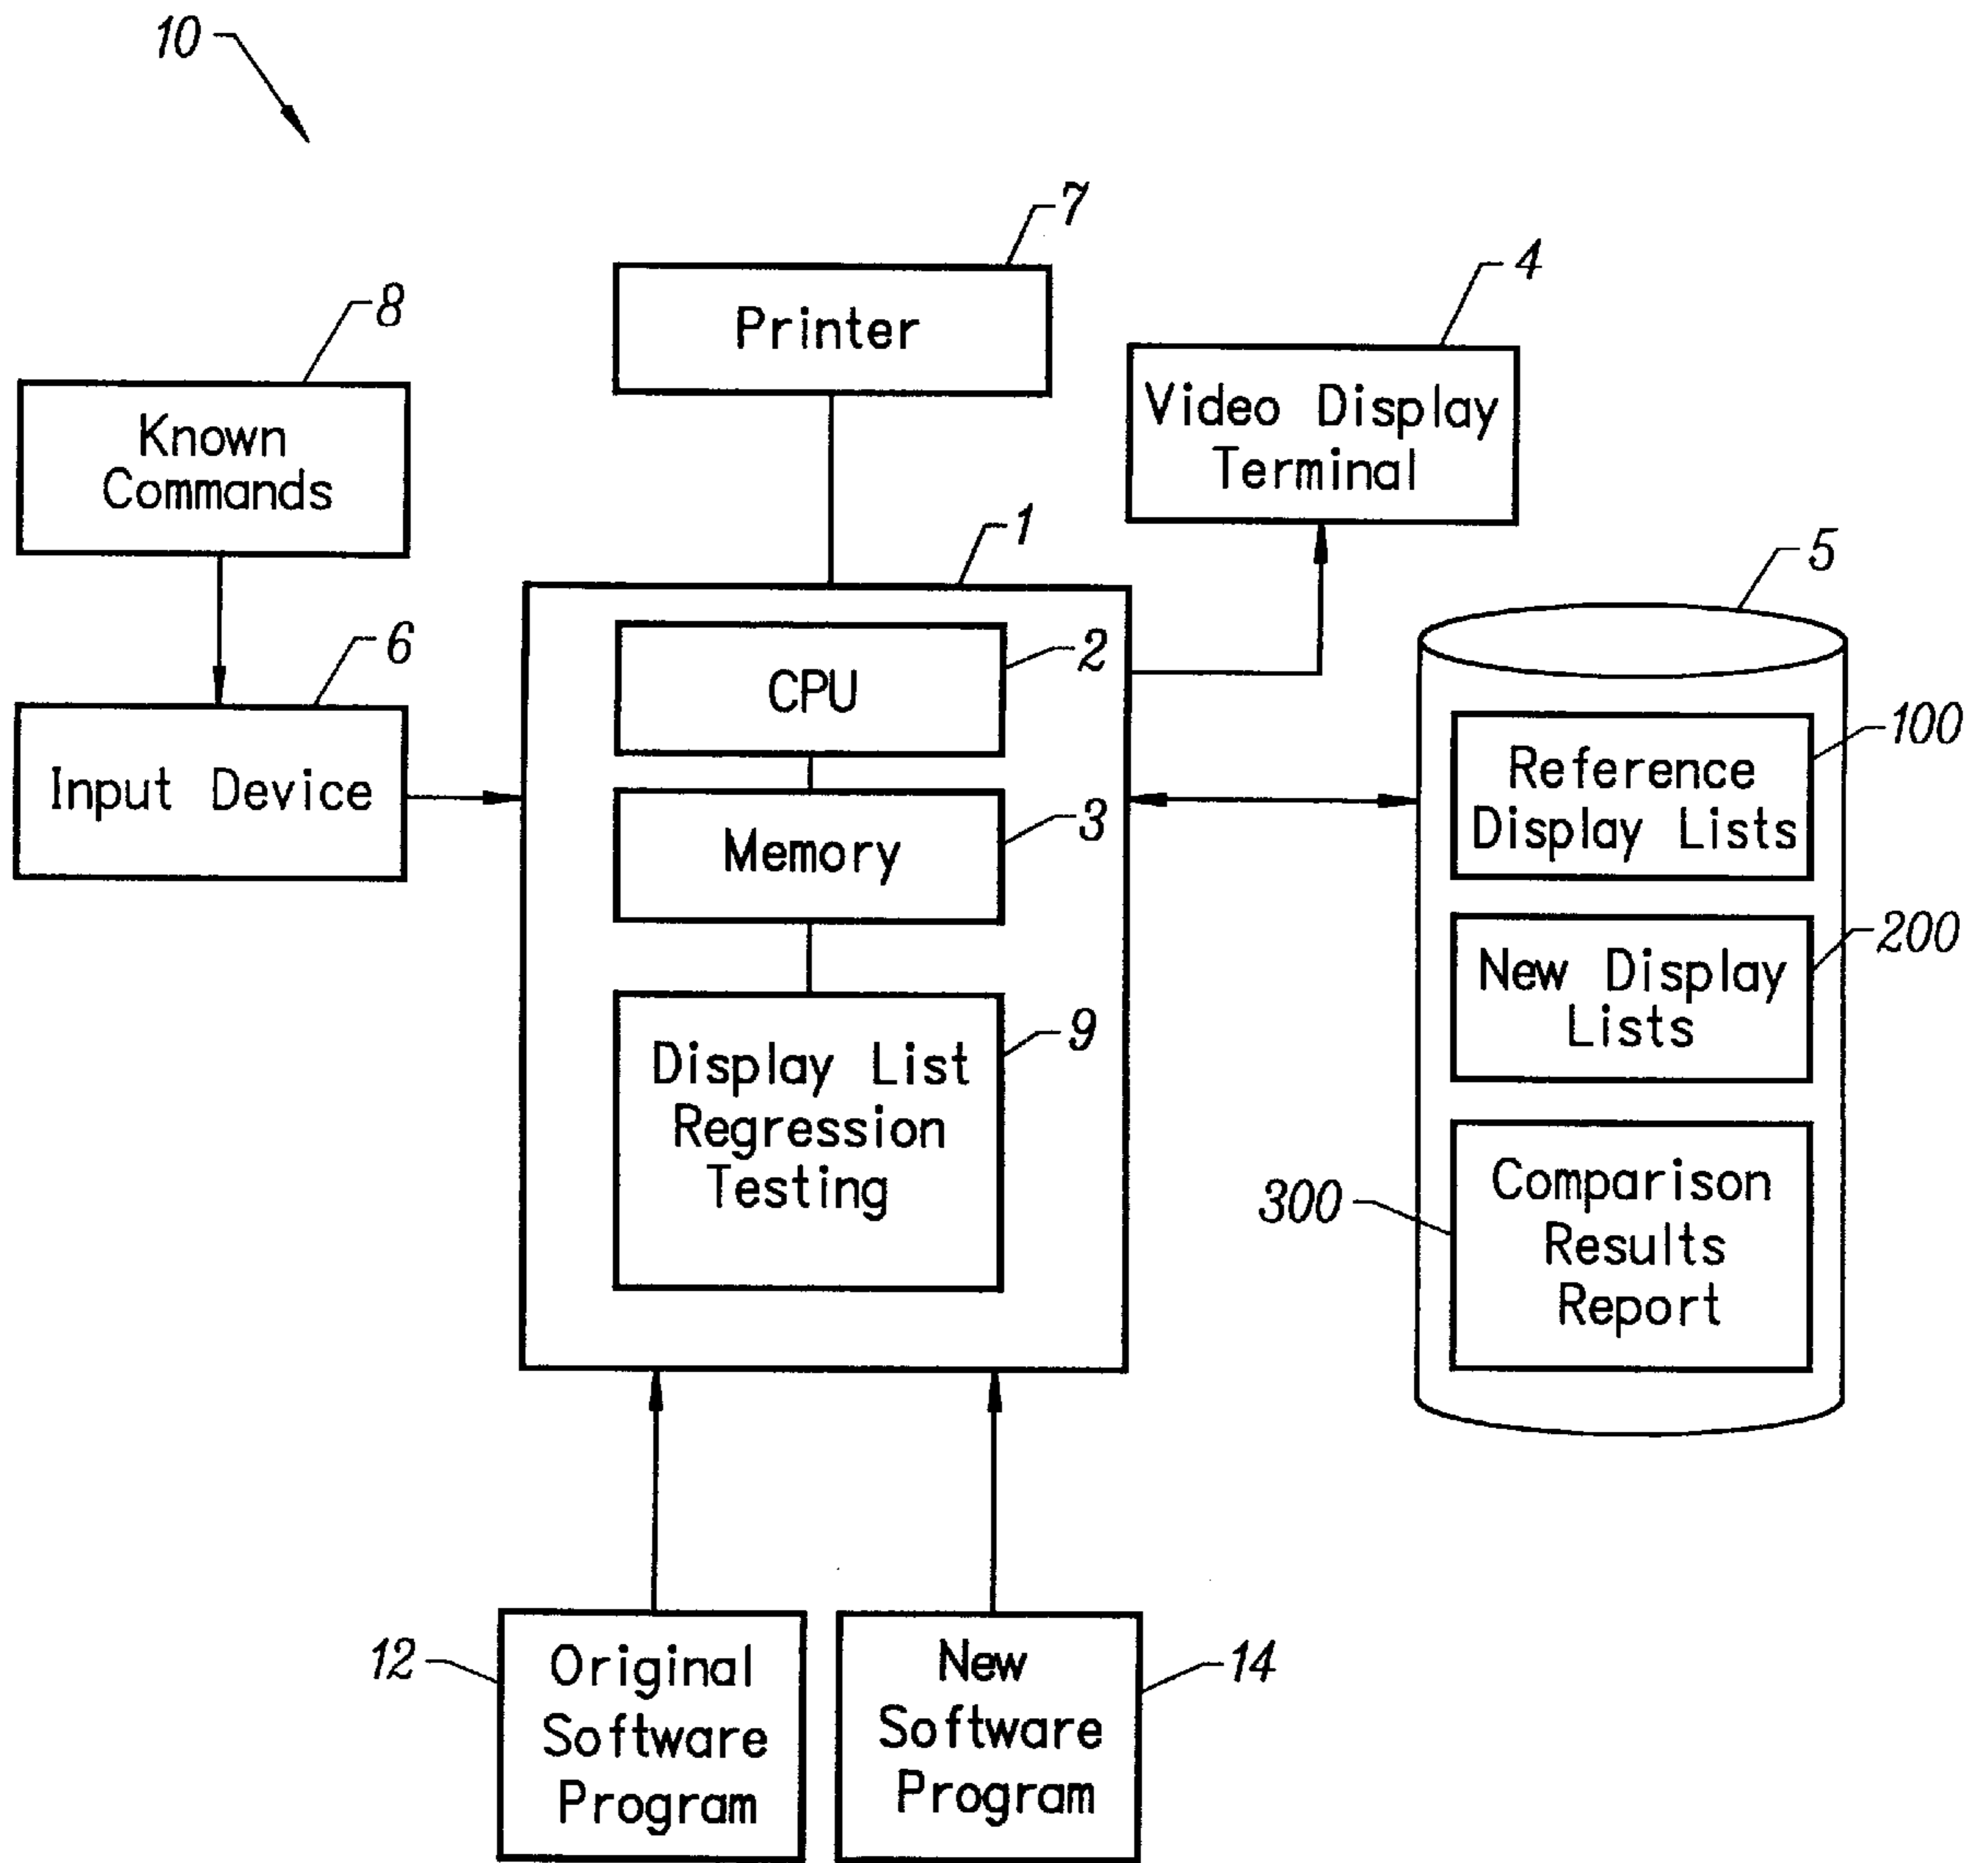 10
7
Printer
4
Video Display
Terminal
8
Known
Commands
1
5
6
Input Device
CPU
2
Memory
3
Display List
Regression
Testing
9
Reference
Display Lists
100
New Display
Lists
200
Comparison
Results
Report
300
12
Original
Software
Program
New
Software
Program
14